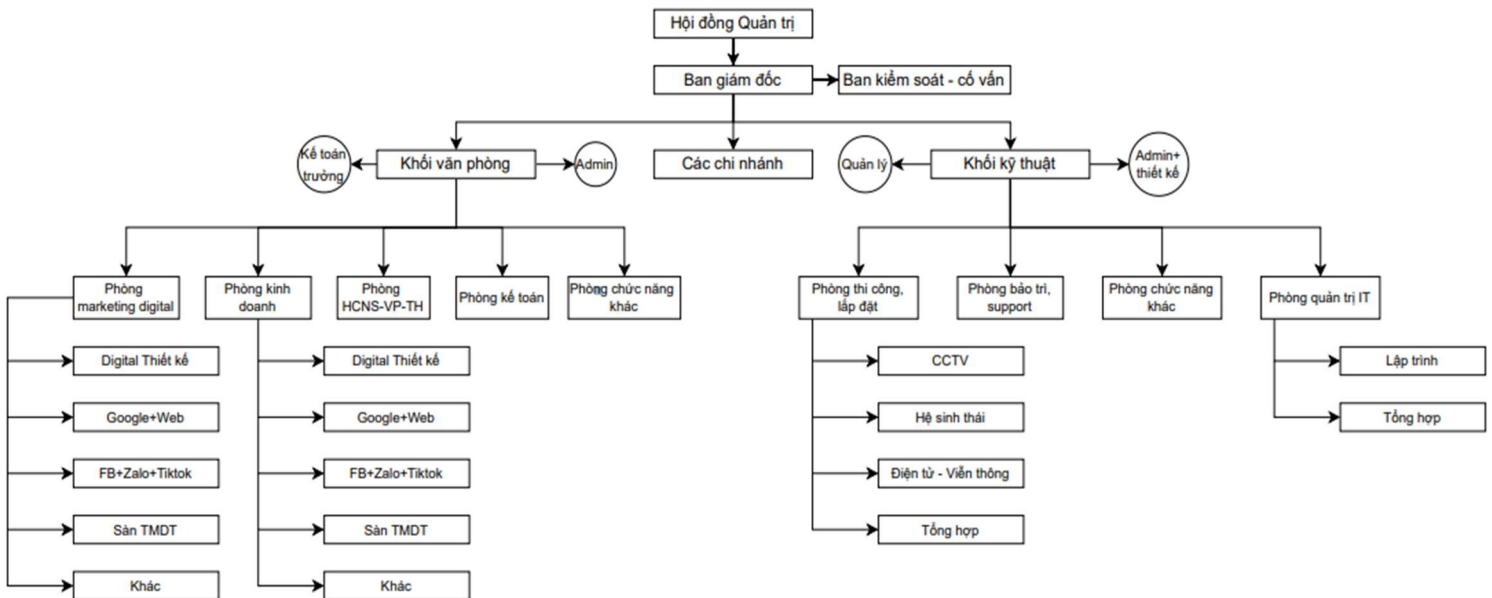 Hội đồng Quản trị
Ban giám đốc
Ban kiểm soát - cố vấn
Kế toán
trưởng
Khối văn phòng
Admin
Các chi nhánh
Quản lý
Khối kỹ thuật
Admin+
thiết kế
Phòng
marketing digital
Phòng kinh
doanh
Phòng
HCNS-VP-TH
Phòng kế toán
Phòng chức năng
khác
Phòng thi công,
lắp đặt
Phòng bảo trì,
support
Phòng chức năng
khác
Phòng quản trị IT
Digital Thiết kế
Digital Thiết kế
CCTV
Lập trình
Google+Web
Google+Web
Hệ sinh thái
Tổng hợp
FB+Zalo+Tiktok
FB+Zalo+Tiktok
Điện tử - Viễn thông
Sàn TMDT
Sàn TMDT
Tổng hợp
Khác
Khác